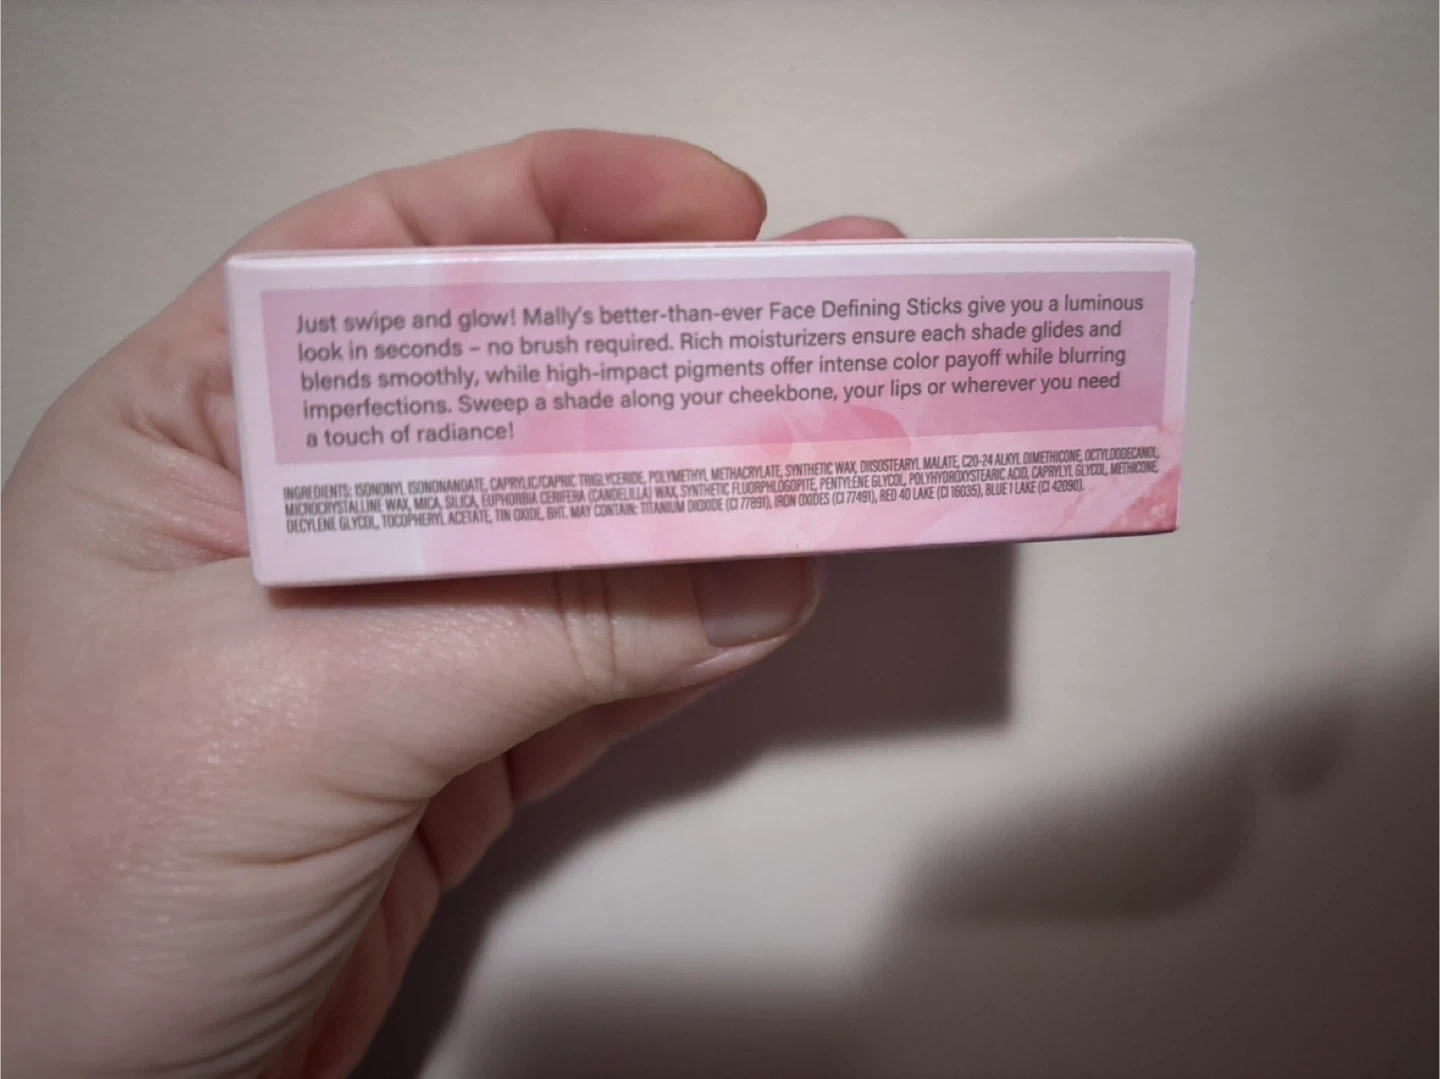 Just swipe and glow! Mally's better-than-ever Face Defining Sticks give you a luminous
look in seconds – no brush required. Rich moisturizers ensure each shade glides and
blends smoothly, while high-impact pigments offer intense color payoff while blurring
imperfections. Sweep a shade along your cheekbone, your lips or wherever you need
a touch of radiance!
INGREDIENTS: ISONONYL ISONONANOATE, CAPRYLIC/CAPRIC TRIGLYCERIDE, POLYMETHYL METHACRYLATE, SYNTHETIC WAX, DIISOSTEARYL MALATE, C20-24 ALKYL DIMETHICONE, OCTYLDODECANOL,
MICROCRYSTALLINE WAX, MICA, SILICA, EUPHORBIA CERIFERA (CANDELILLA) WAX, SYNTHETIC FLUORPHLOGOPITE, PENTYLENE GLYCOL, POLYHYDROXYSTEARIC ACID, CAPRYLYL GLYCOL, METHICONE,
DECYLENE GLYCOL, TOCOPHERYL ACETATE, TIN OXIDE, BHT. MAY CONTAIN: TITANIUM DIOXIDE (CI 77891), IRON OXIDES (CI 77491), RED 40 LAKE (CI 16035), BLUE 1 LAKE (CI 42090).